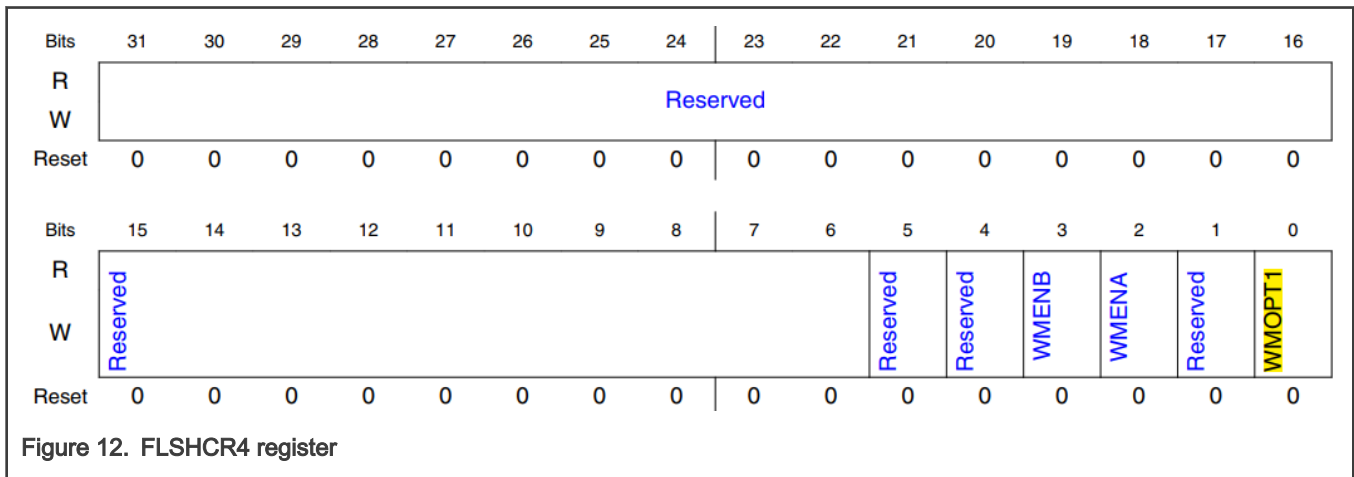 Bits 31 30 29 28 27 26 25 24 23 22 21 20 19 18 17 16
R
Reserved
W
Reset 0 0 0 0 0 0 0 0 0 0 0 0 0 0 0 0
Bits 15 14 13 12 11 10 9 8 7 6 5 4 3 2 1 0
R
W
Reserved Reserved Reserved WMENB WMENA Reserved WMOPT1
Reset 0 0 0 0 0 0 0 0 0 0 0 0 0 0 0 0
Figure 12. FLSHCR4 register